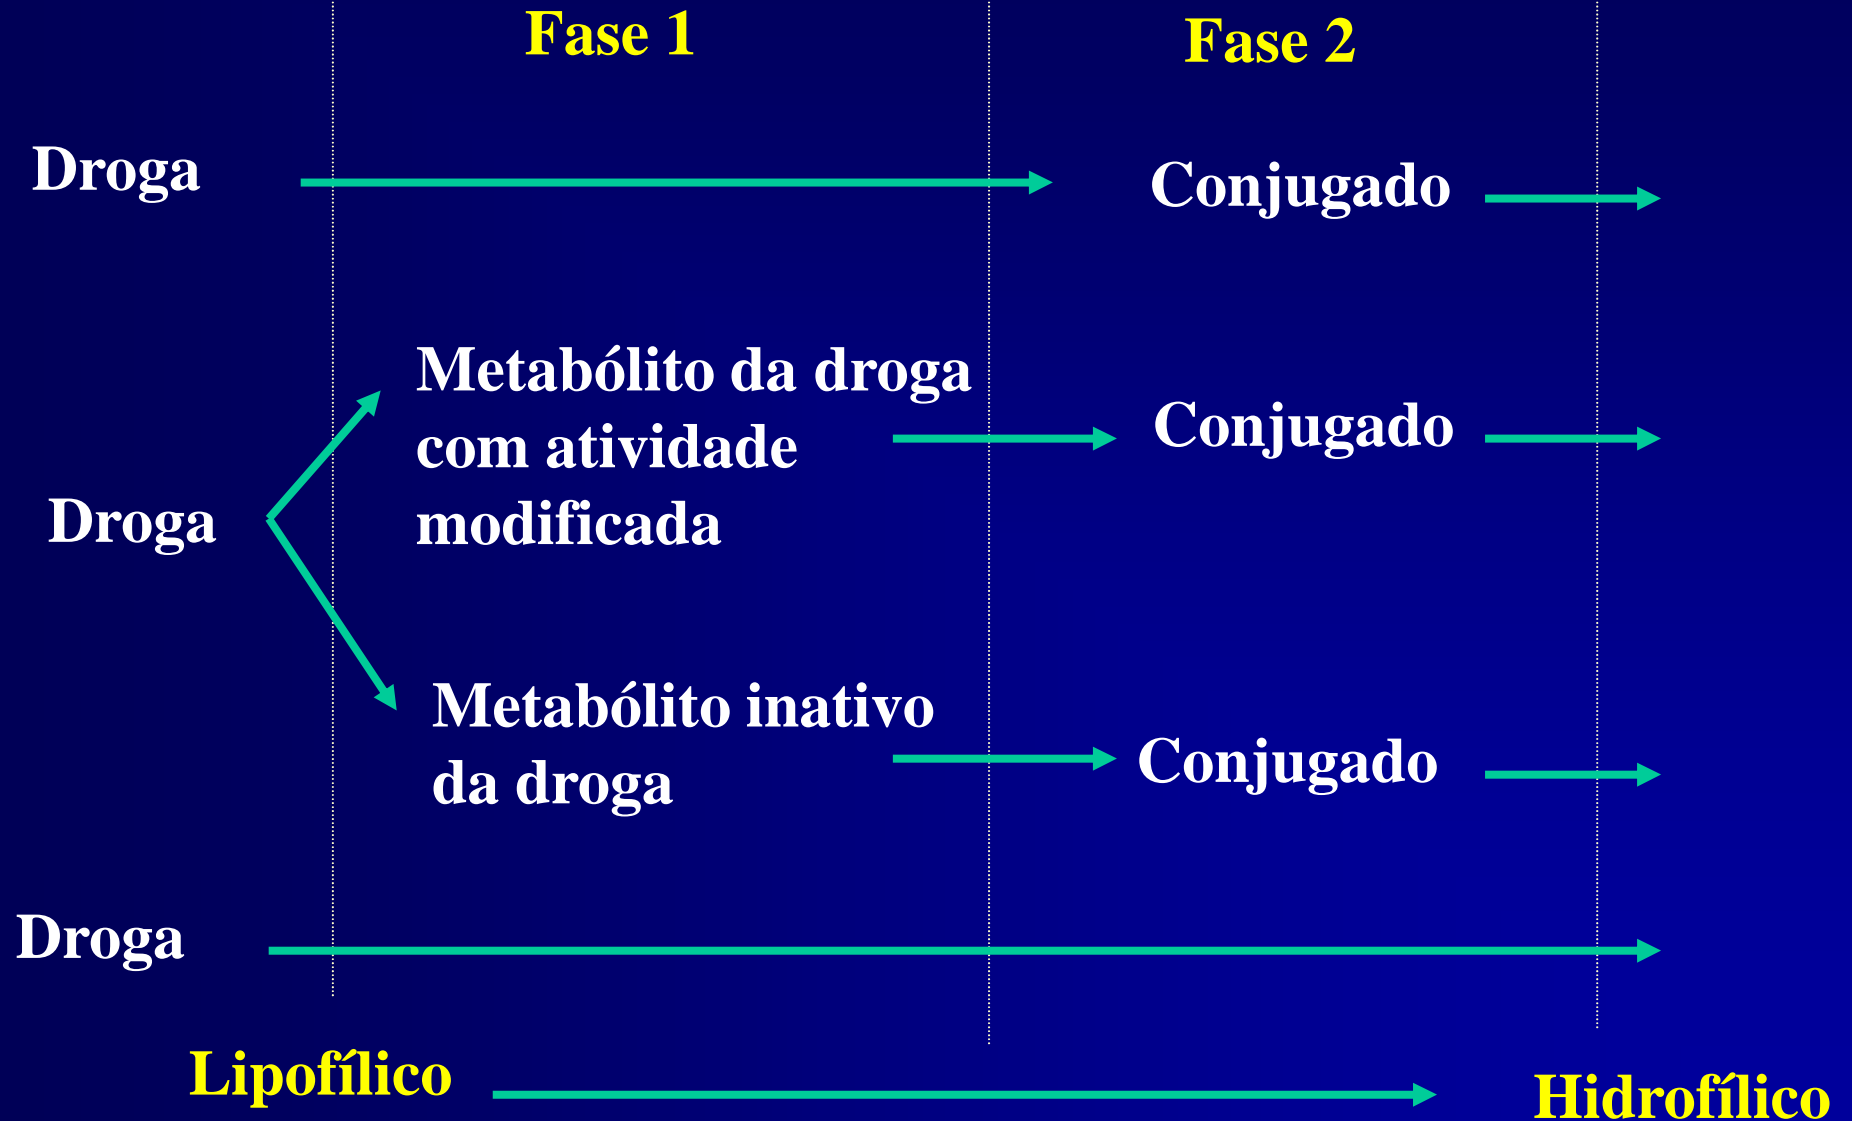 Fase 1
Fase 2
Droga
Conjugado
Metabólito da droga
com atividade
modificada
Conjugado
Droga
Metabólito inativo
da droga
Conjugado
Droga
Lipofílico
Hidrofílico